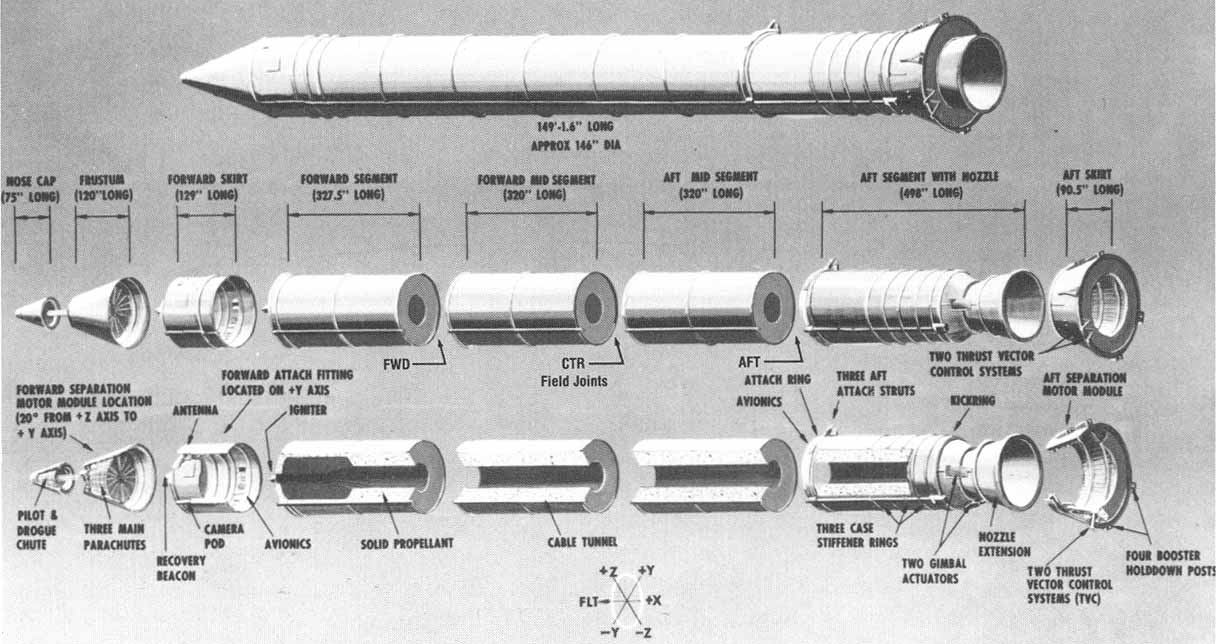 149'-1.6" LONG
APPROX 146" DIA
NOSE CAP
(75" LONG)
FRUSTUM
(120"LONG)
FORWARD SKIRT
(129" LONG)
FORWARD SEGMENT
(327.5" LONG)
FORWARD MID SEGMENT
(320" LONG)
AFT MID SEGMENT
(320" LONG)
AFT SEGMENT WITH NOZZLE
(498" LONG)
AFT SKIRT
(90.5" LONG)
FWD
CTR
Field Joints
AFT
TWO THRUST VECTOR
CONTROL SYSTEMS
FORWARD SEPARATION
MOTOR MODULE LOCATION
(20° FROM +Z AXIS TO
+ Y AXIS)
FORWARD ATTACH FITTING
LOCATED ON +Y AXIS
ANTENNA
IGNITER
ATTACH RING
AVIONICS
THREE AFT
ATTACH STRUTS
KICKRING
AFT SEPARATION
MOTOR MODULE
PILOT &
DROGUE
CHUTE
THREE MAIN
PARACHUTES
RECOVERY
BEACON
CAMERA
POD
AVIONICS
SOLID PROPELLANT
CABLE TUNNEL
THREE CASE
STIFFENER RINGS
TWO GIMBAL
ACTUATORS
NOZZLE
EXTENSION
TWO THRUST
VECTOR CONTROL
SYSTEMS (TVC)
FOUR BOOSTER
HOLDDOWN POSTS
+Z +Y
FLT +X
-Y -Z